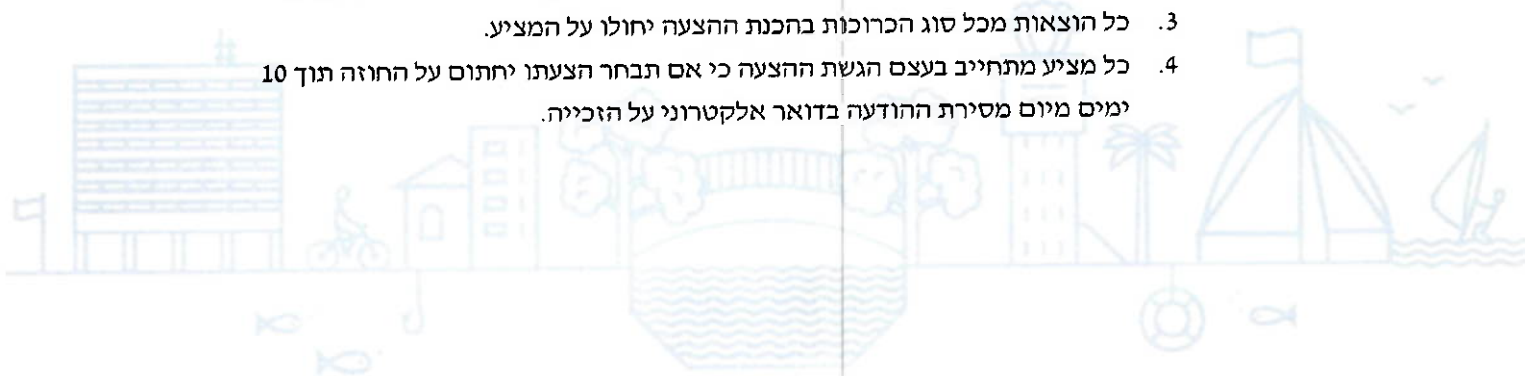 3. כל הוצאות מכל סוג הכרוכות בהכנת ההצעה יחולו על המציע.
4. כל מציע מתחייב בעצם הגשת ההצעה כי אם תבחר הצעתו יחתום על החוזה תוך 10
ימים מיום מסירת ההודעה בדואר אלקטרוני על הזכייה.